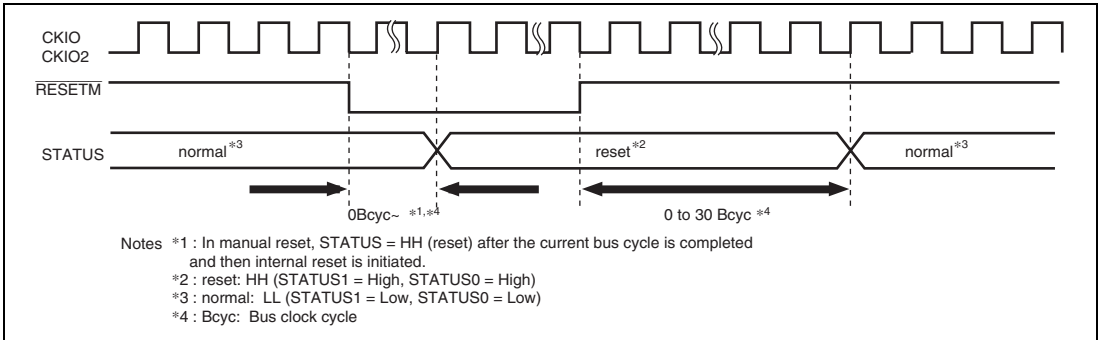 CKIO
CKIO2
RESETM
STATUS
normal*3
reset*2
normal*3
0Bcyc~ *1,*4
0 to 30 Bcyc *4
Notes *1 : In manual reset, STATUS = HH (reset) after the current bus cycle is completed
and then internal reset is initiated.
*2 : reset: HH (STATUS1 = High, STATUS0 = High)
*3 : normal: LL (STATUS1 = Low, STATUS0 = Low)
*4 : Bcyc: Bus clock cycle